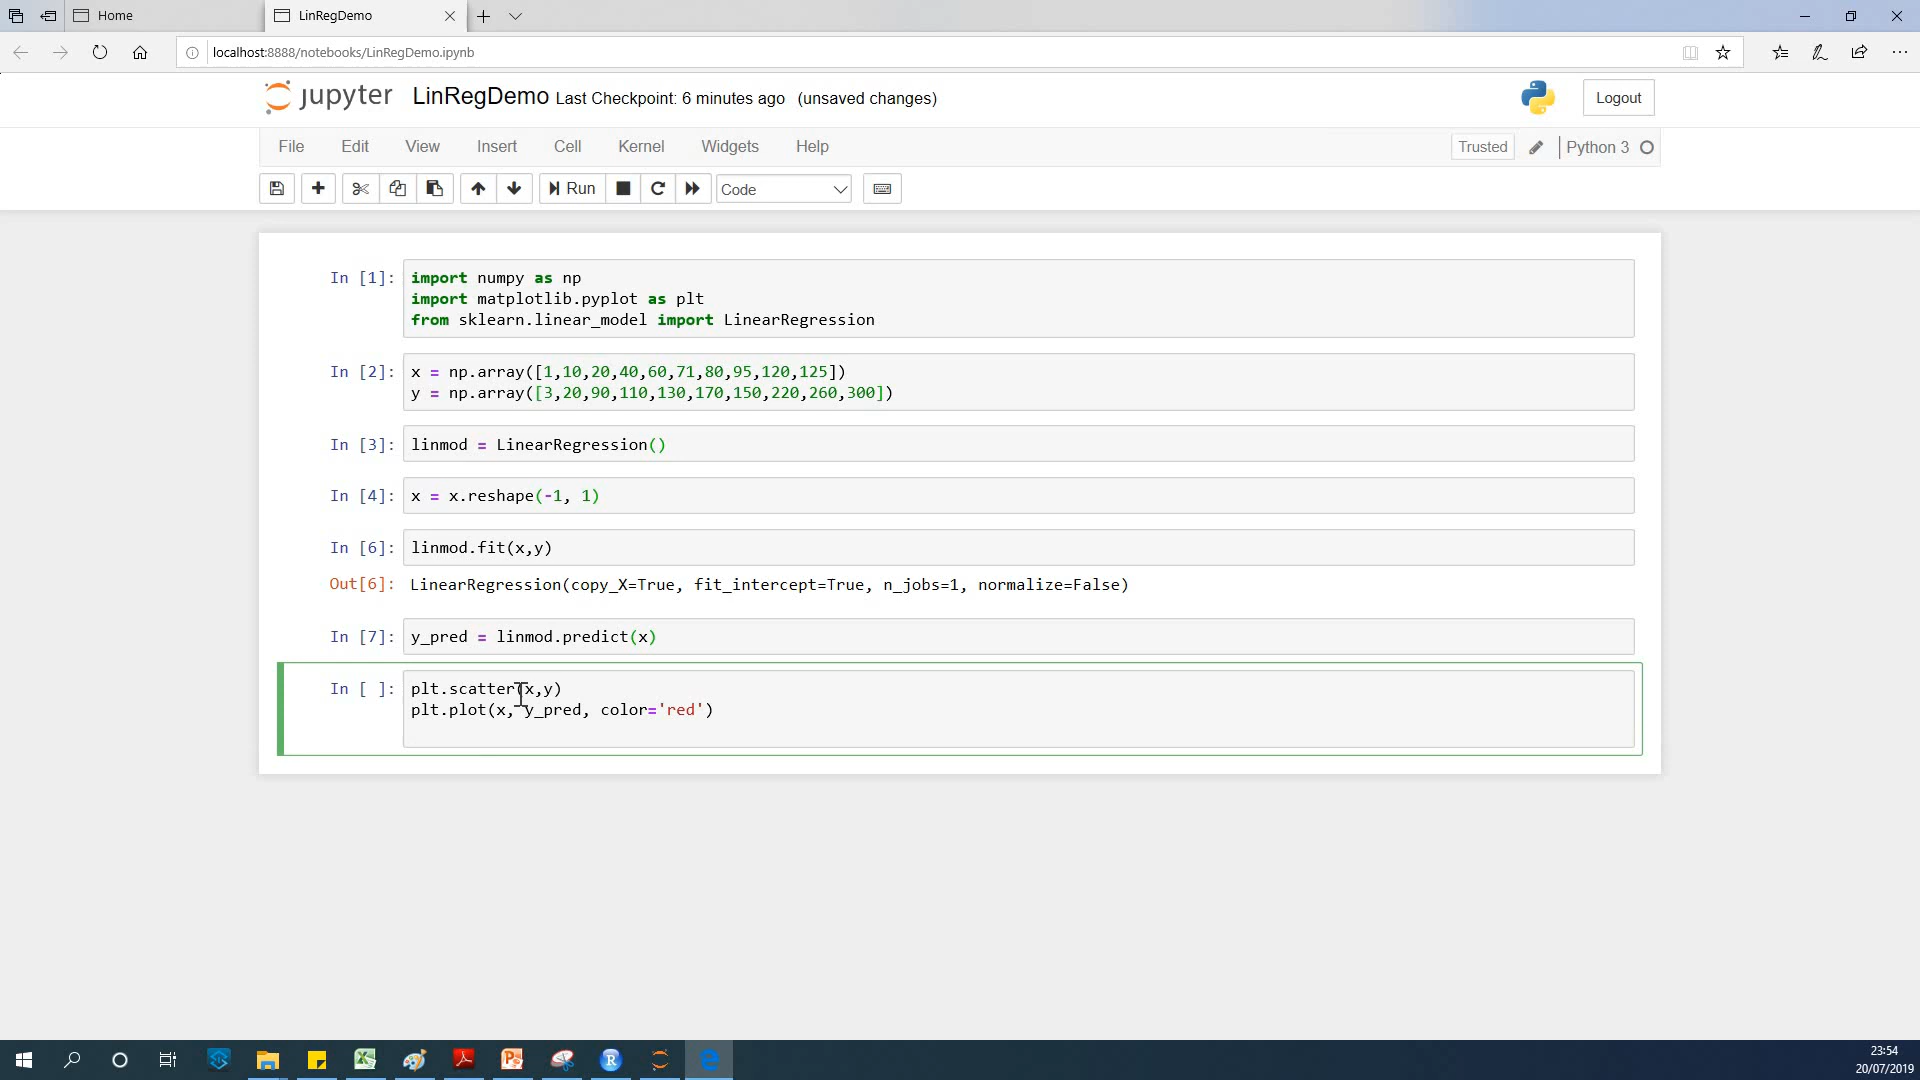 Home
LinRegDemo
localhost:8888/notebooks/LinRegDemo.ipynb
jupyter LinRegDemo Last Checkpoint: 6 minutes ago (unsaved changes)
Logout
File Edit View Insert Cell Kernel Widgets Help
Trusted
Python 3
Run
Code
In [1]: import numpy as np
import matplotlib.pyplot as plt
from sklearn.linear_model import LinearRegression
In [2]: x = np.array([1,10,20,40,60,71,80,95,120,125])
y = np.array([3,20,90,110,130,170,150,220,260,300])
In [3]: linmod = LinearRegression()
In [4]: x = x.reshape(-1, 1)
In [6]: linmod.fit(x,y)
Out[6]: LinearRegression(copy_X=True, fit_intercept=True, n_jobs=1, normalize=False)
In [7]: y_pred = linmod.predict(x)
In [ ]: plt.scatter(x,y)
plt.plot(x, y_pred, color='red')
23:54
20/07/2019